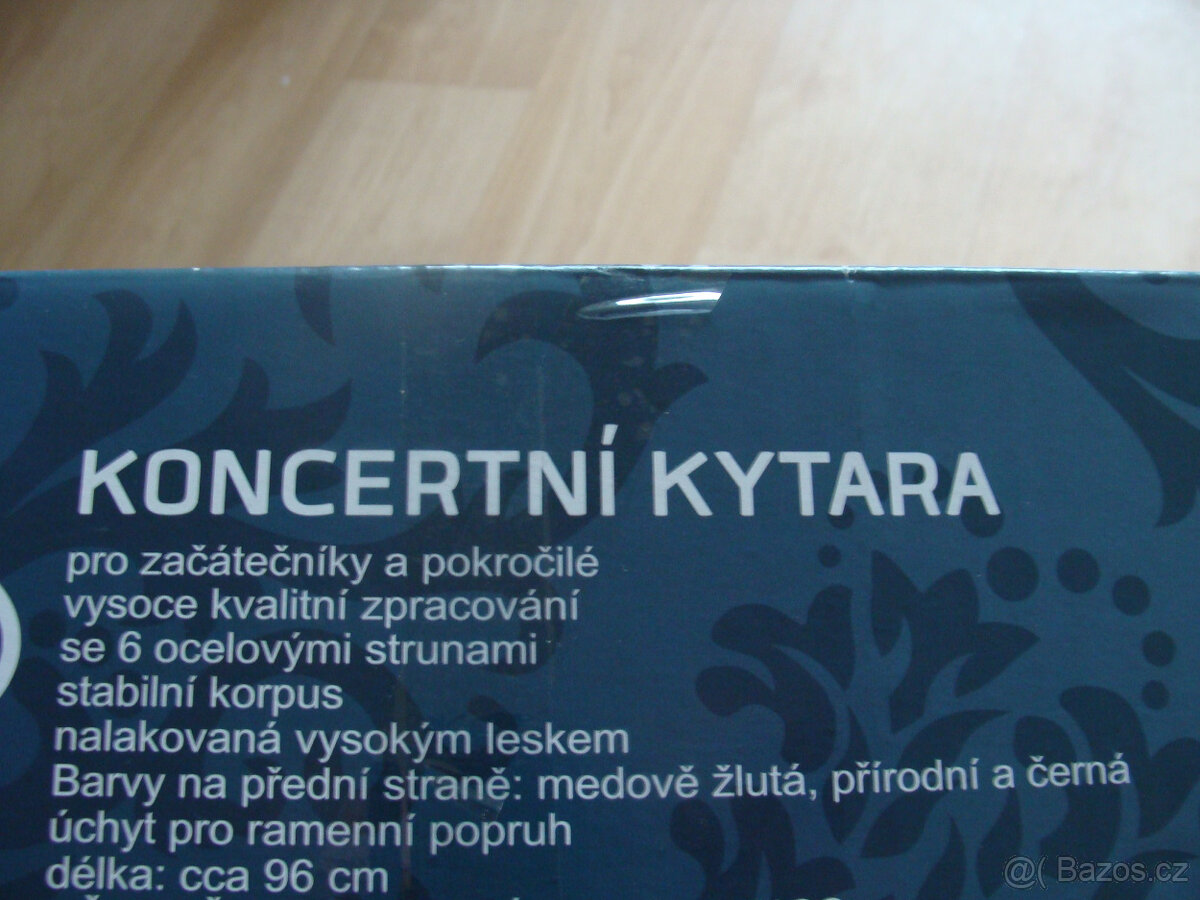 KONCERTNÍ KYTARA
pro začátečníky a pokročilé
vysoce kvalitní zpracování
se 6 ocelovými strunami
stabilní korpus
nalakovaná vysokým leskem
Barvy na přední straně: medově žlutá, přírodní a černá
úchyt pro ramenní popruh
délka: cca 96 cm
@( Bazos.cz